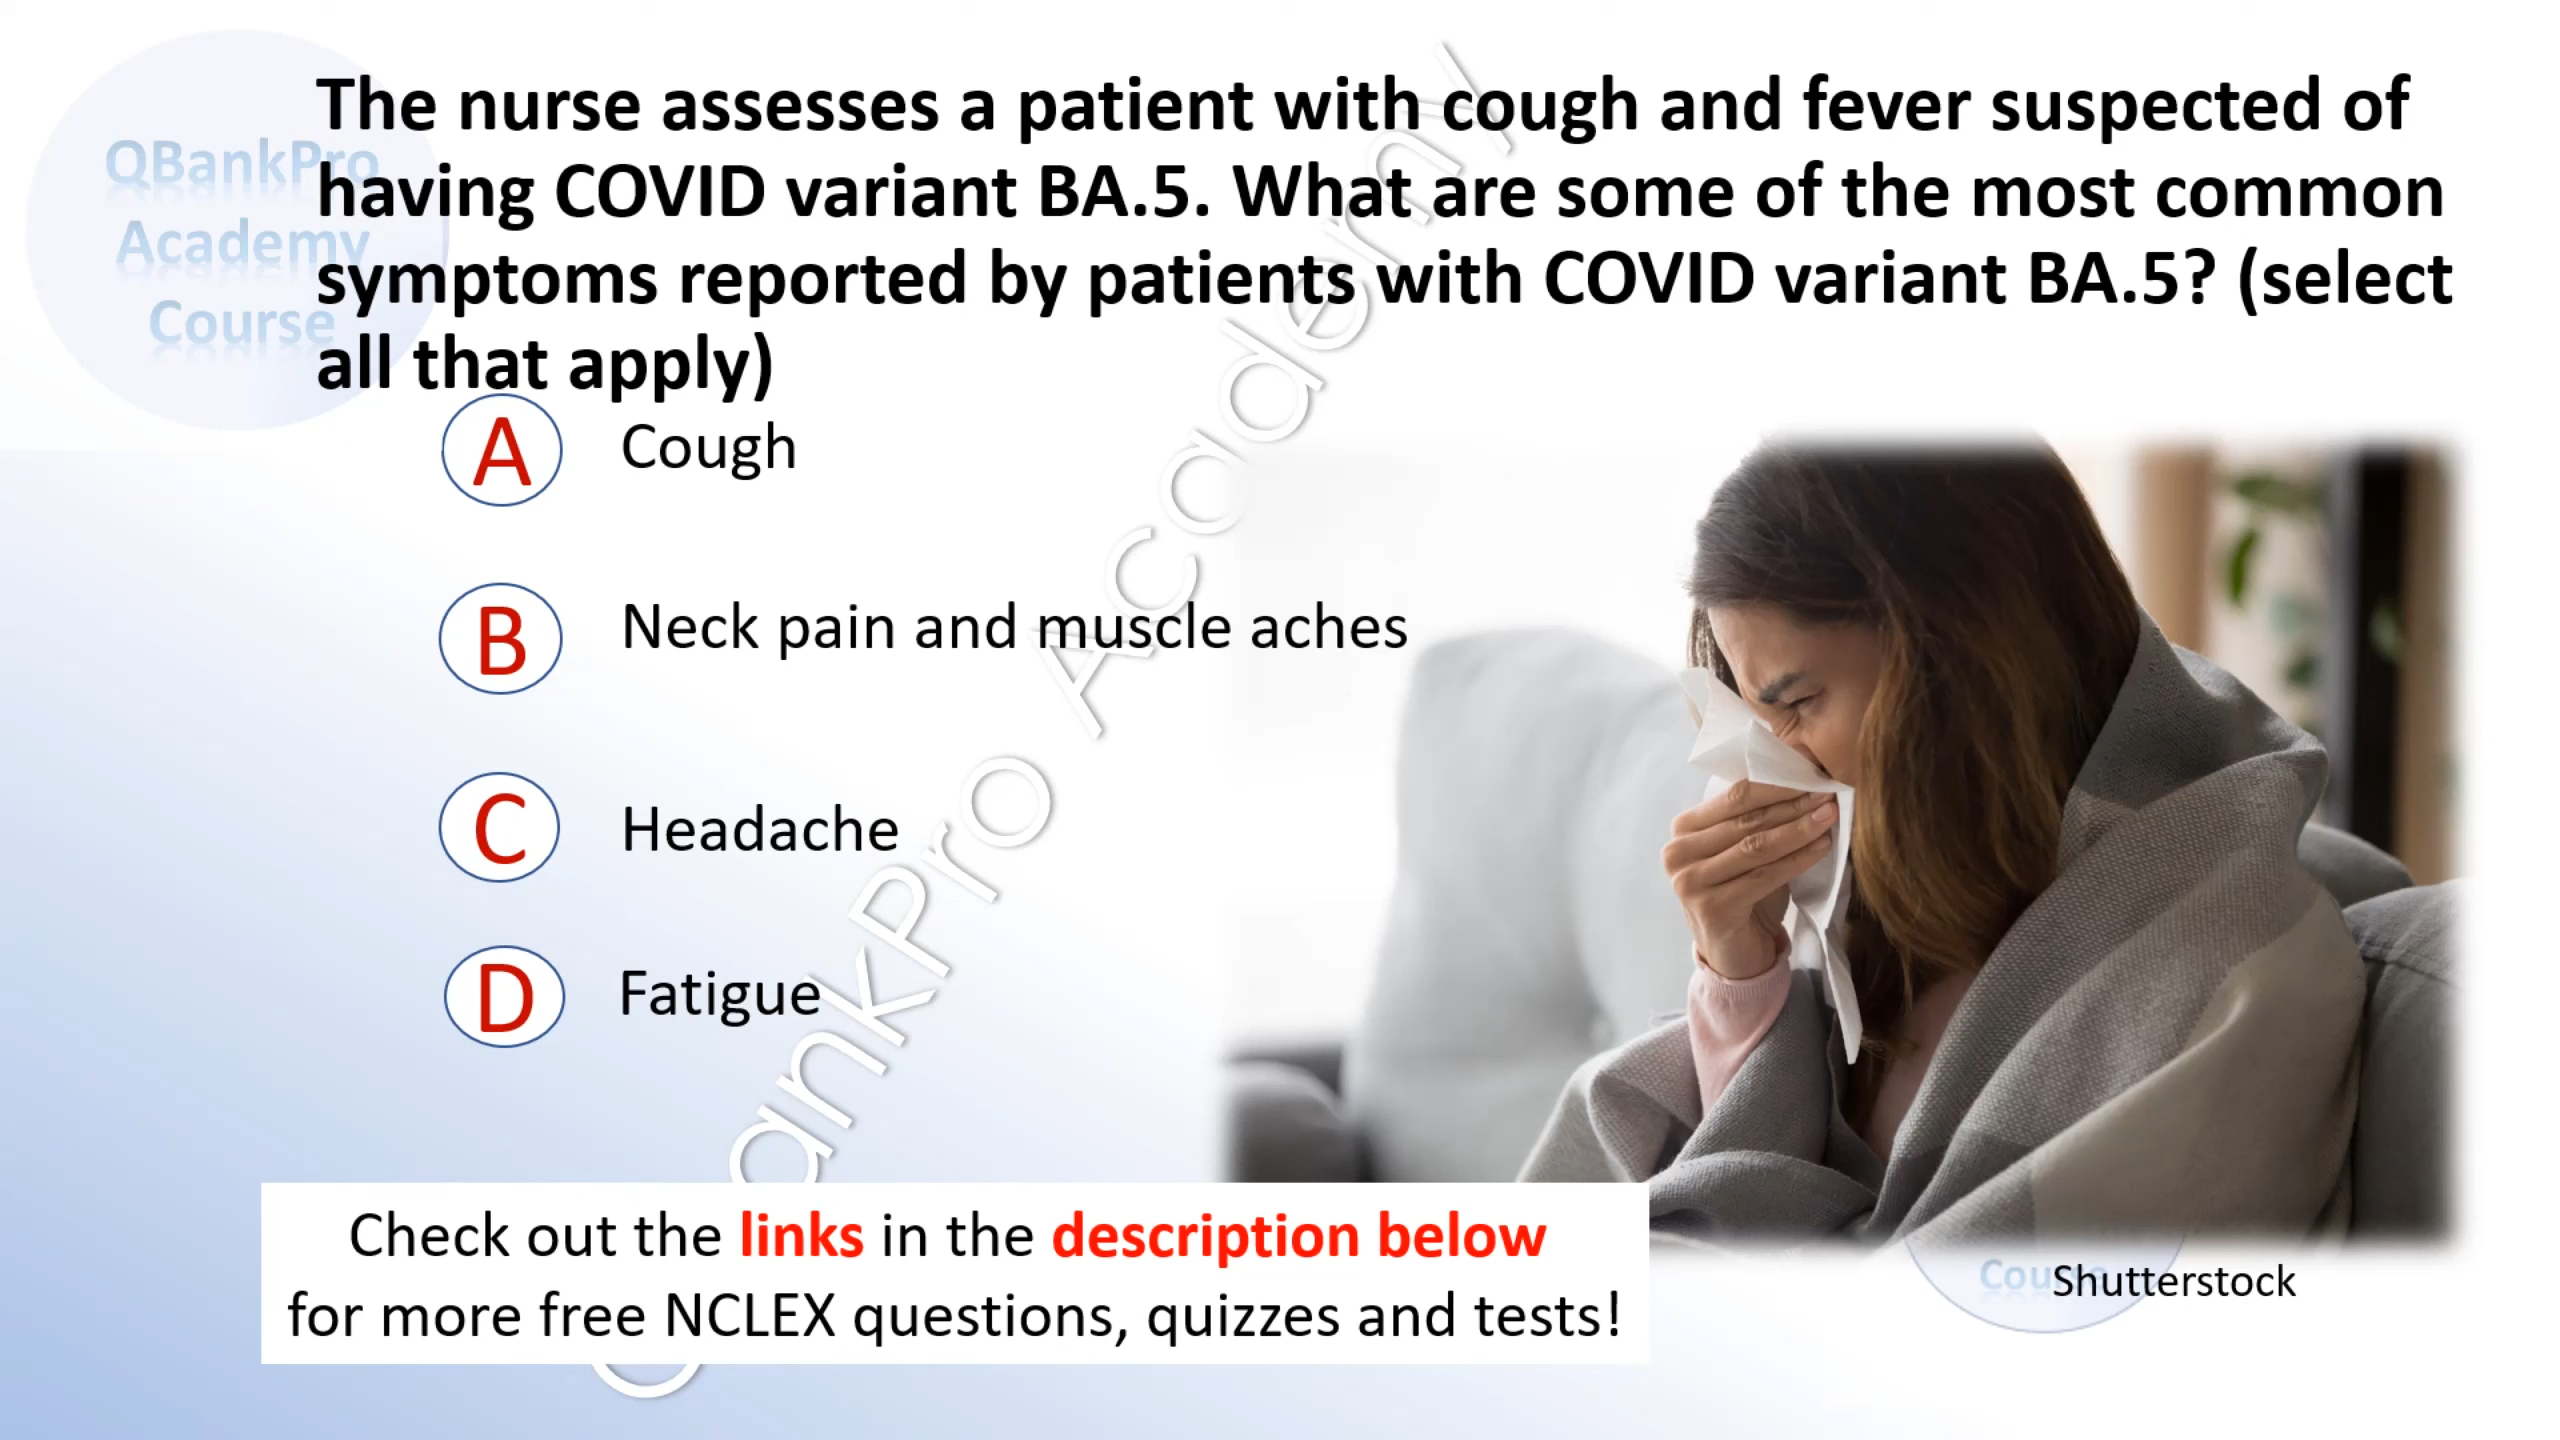 The nurse assesses a patient with cough and fever suspected of
having COVID variant BA.5. What are some of the most common
symptoms reported by patients with COVID variant BA.5? (select
all that apply)
QBankPro
Academy
Course
A Cough
B Neck pain and muscle aches
C Headache
D Fatigue
ankPro Academy
Check out the links in the description below
for more free NCLEX questions, quizzes and tests!
Course
Shutterstock